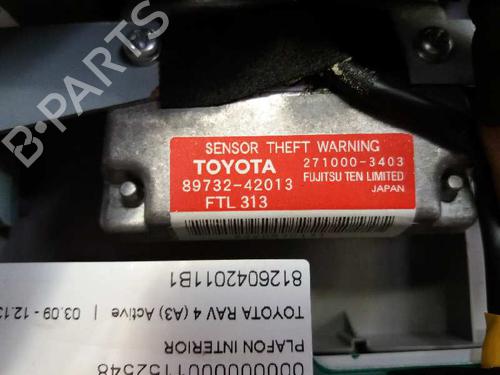 SENSOR THEFT WARNING
TOYOTA 271000-3403
89732-42013 FUJITSU TEN LIMITED
FTL 313 JAPAN
8126042011B1
TOYOTA RAV 4 (A3) Active | 03.09 - 12.13
PLAFON INTERIOR
B-PARTS